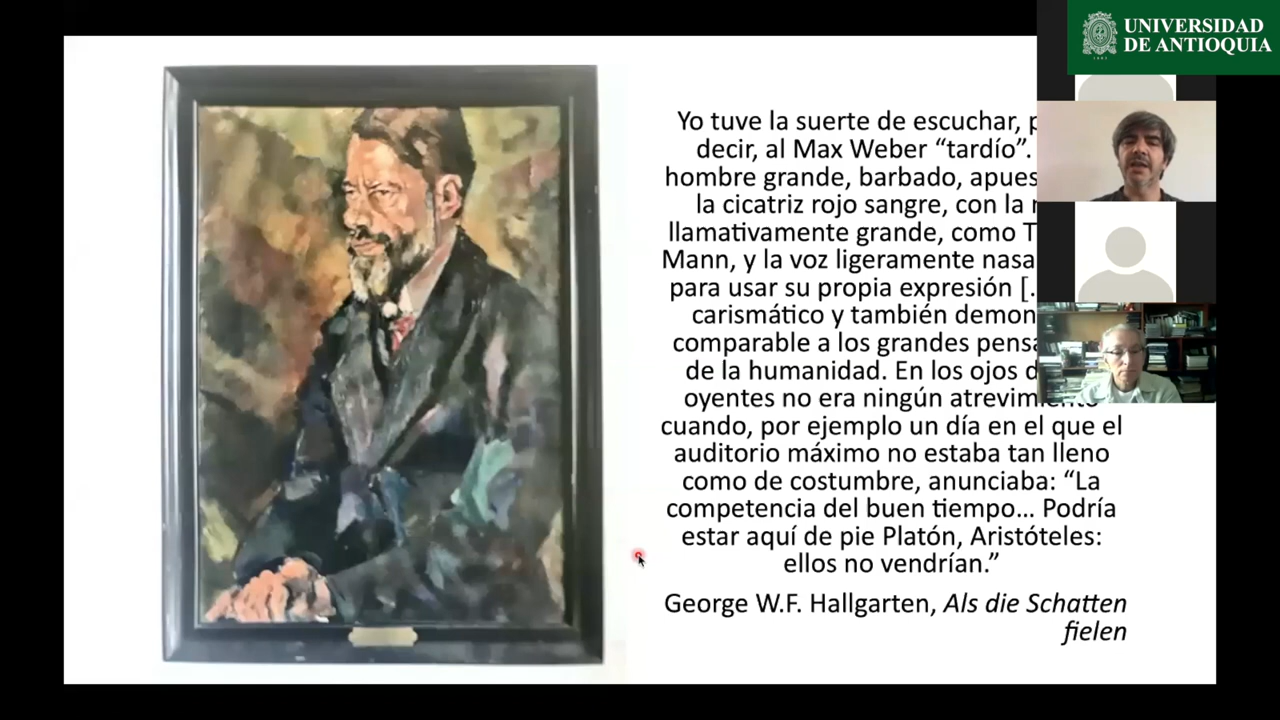 UNIVERSIDAD
DE ANTIOQUIA
1803
Yo tuve la suerte de escuchar,
decir, al Max Weber “tardío”.
hombre grande, barbado,
la cicatriz rojo sangre, con la
llamativamente grande, como
Mann, y la voz ligeramente
para usar su propia expresión [.
carismático y también
comparable a los grandes
de la humanidad. En los ojos
oyentes no era ningún atrevimiento
cuando, por ejemplo un día en el que el
auditorio máximo no estaba tan lleno
como de costumbre, anunciaba: “La
competencia del buen tiempo… Podría
estar aquí de pie Platón, Aristóteles:
ellos no vendrían.”
George W.F. Hallgarten, Als die Schatten
fielen